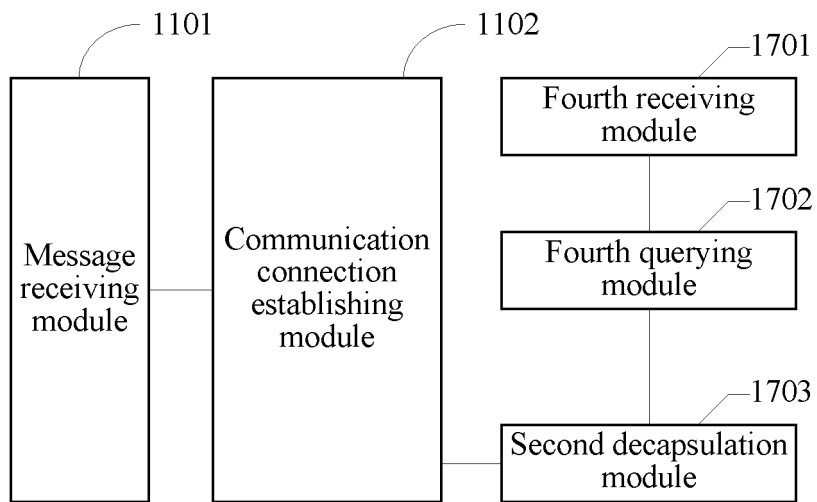 1101
1102
1701
Fourth receiving
module
1702
Message
receiving
module
Communication
connection
establishing
module
Fourth querying
module
1703
Second decapsulation
module